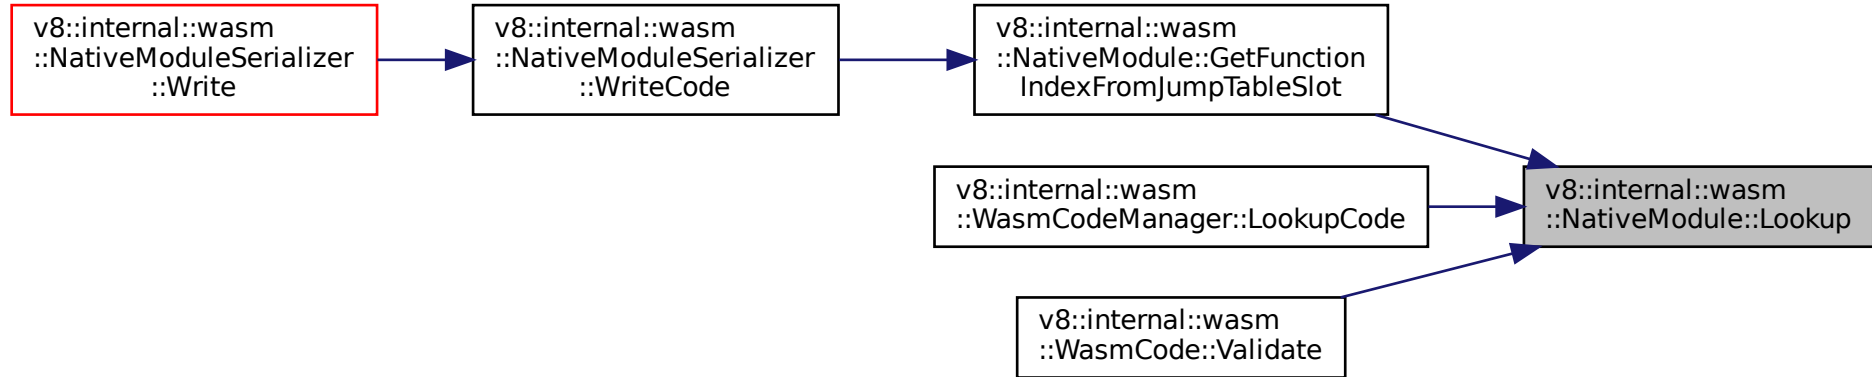 v8::internal::wasm
::NativeModuleSerializer
::Write
v8::internal::wasm
::NativeModuleSerializer
::WriteCode
v8::internal::wasm
::NativeModule::GetFunction
IndexFromJumpTableSlot
v8::internal::wasm
::WasmCodeManager::LookupCode
v8::internal::wasm
::NativeModule::Lookup
v8::internal::wasm
::WasmCode::Validate